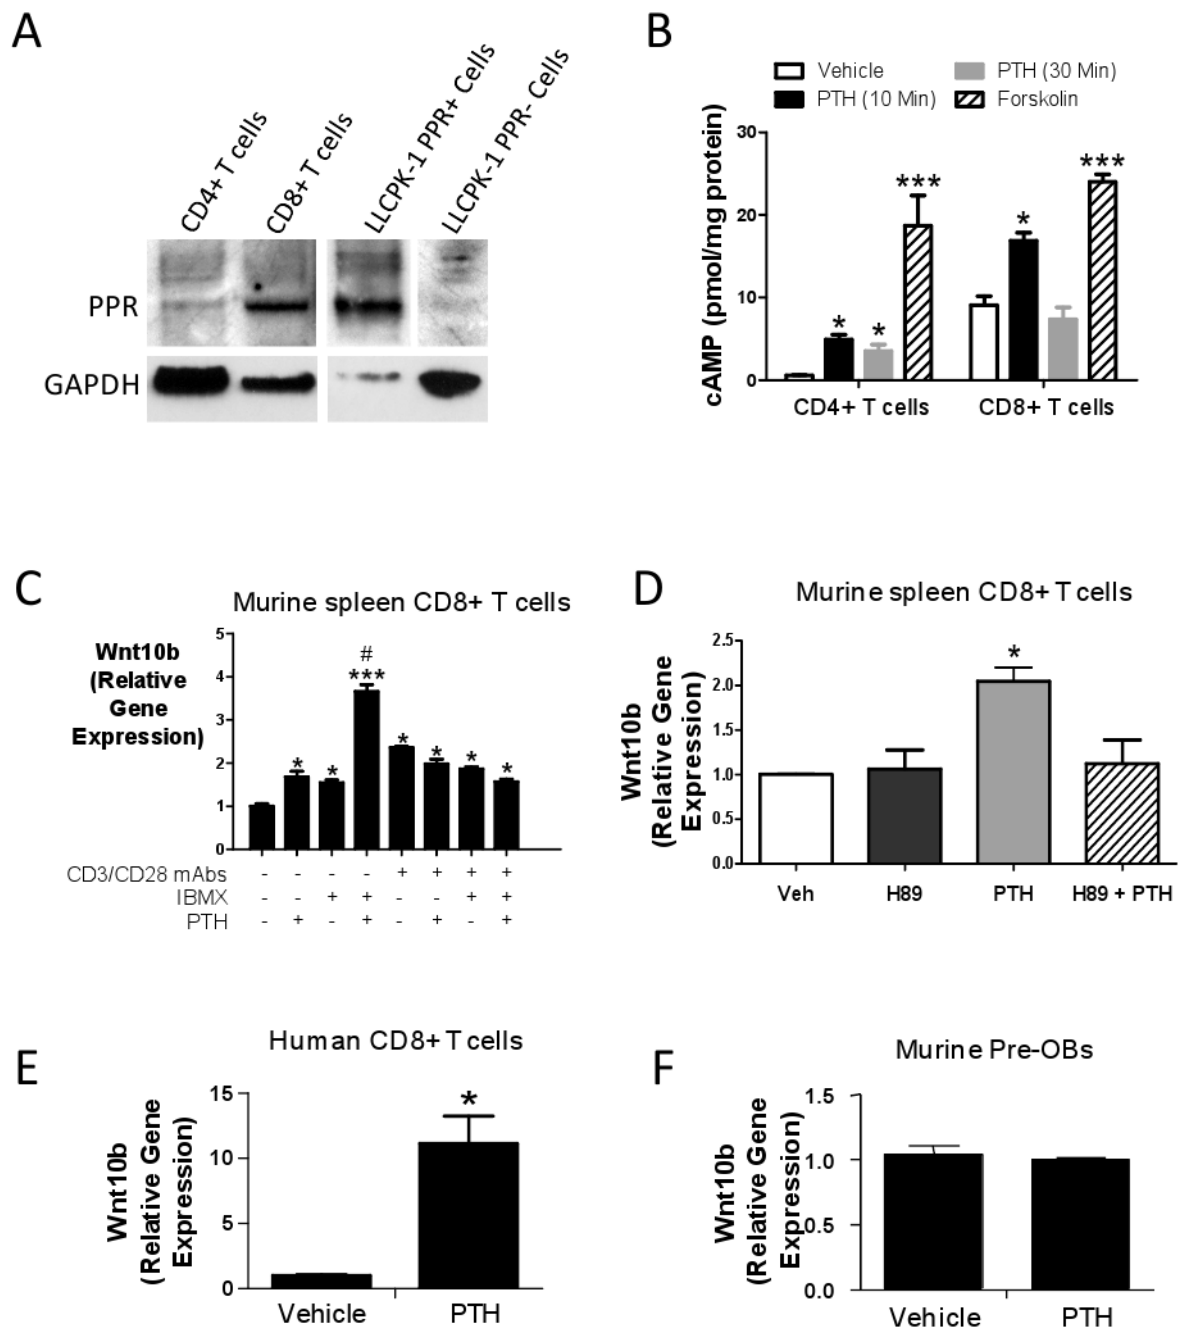 A
CD4+ T cells
CD8+ T cells
LLCPK-1 PPR+ Cells
LLCPK-1 PPR- Cells
PPR
GAPDH
B
Vehicle
PTH (10 Min)
PTH (30 Min)
Forskolin
cAMP (pmol/mg protein)
30
20
10
0
* * *** * ***
CD4+ T cells CD8+ T cells
C
Murine spleen CD8+ T cells
Wnt10b
(Relative
Gene
Expression)
5
4
3
2
1
0
#
* * *** * * * *
CD3/CD28 mAbs - - - - + + + +
IBMX - - + + - - + +
PTH - + - + - + - +
D
Murine spleen CD8+ T cells
Wnt10b
(Relative Gene
Expression)
2.5
2.0
1.5
1.0
0.5
0.0
*
Veh H89 PTH H89 + PTH
E
Human CD8+ T cells
Wnt10b
(Relative Gene
Expression)
15
10
5
0
*
Vehicle PTH
F
Murine Pre-OBs
Wnt10b
(Relative Gene
Expression)
1.5
1.0
0.5
0.0
Vehicle PTH